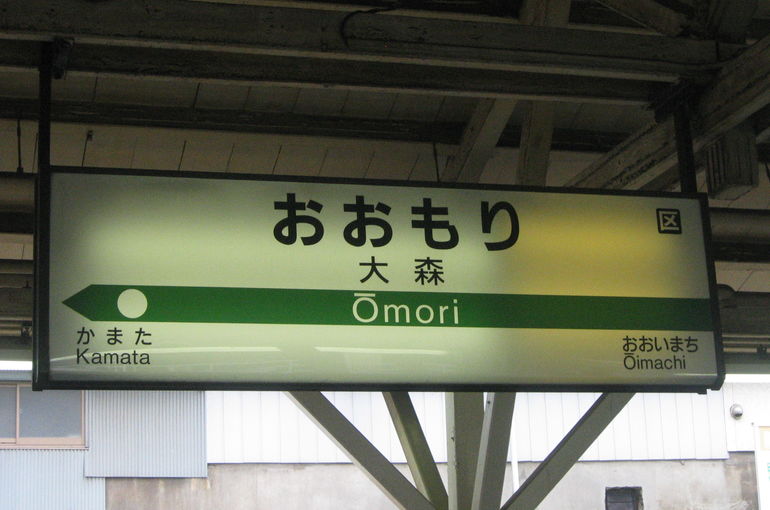 おおもり
区
大森
Ōmori
かまた
Kamata
おおいまち
Ōimachi